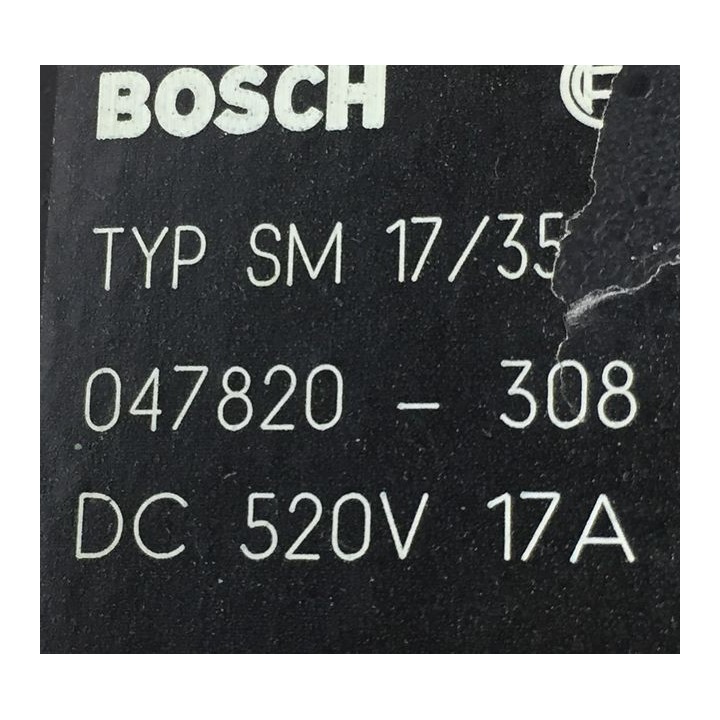 BOSCH
TYP SM 17/35
047820 - 308
DC 520V 17A